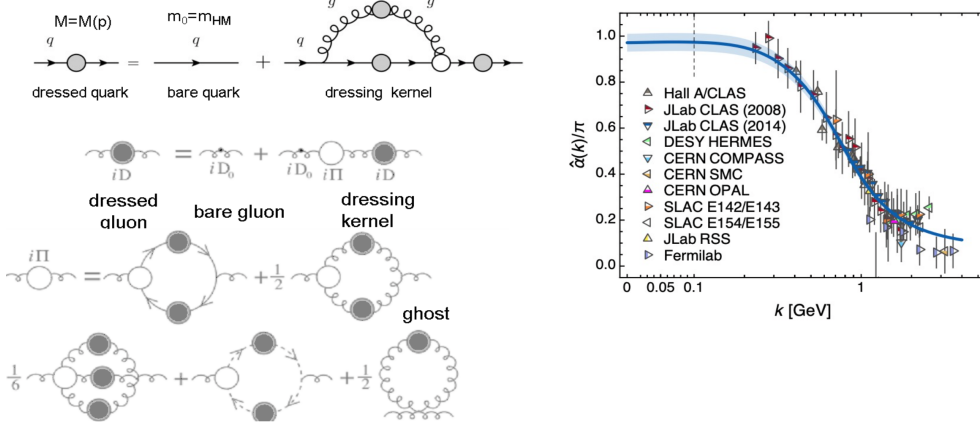 M=M(p)
m₀=mHM
g
g
q
q
q
=
+
dressed quark
bare quark
dressing kernel
=
+
iD
iD₀
iD₀
iΠ
iD
dressed
gluon
bare gluon
dressing
kernel
iΠ
=
+ 1/2
ghost
1/6
+
+ 1/2
α̂(k)/π
1.0
0.8
0.6
0.4
0.2
0.0
Hall A/CLAS
JLab CLAS (2008)
JLab CLAS (2014)
DESY HERMES
CERN COMPASS
CERN SMC
CERN OPAL
SLAC E142/E143
SLAC E154/E155
JLab RSS
Fermilab
0 0.05 0.1 1
k [GeV]